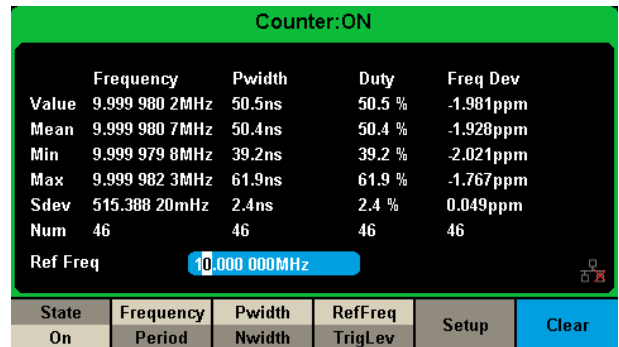 Counter:ON
Frequency Pwidth Duty Freq Dev
Value 9.999 980 2MHz 50.5ns 50.5 % -1.981ppm
Mean 9.999 980 7MHz 50.4ns 50.4 % -1.928ppm
Min 9.999 979 8MHz 39.2ns 39.2 % -2.021ppm
Max 9.999 982 3MHz 61.9ns 61.9 % -1.767ppm
Sdev 515.388 20mHz 2.4ns 2.4 % 0.049ppm
Num 46 46 46 46
Ref Freq 10.000 000MHz
State Frequency Pwidth RefFreq Setup Clear
On Period Nwidth TrigLev